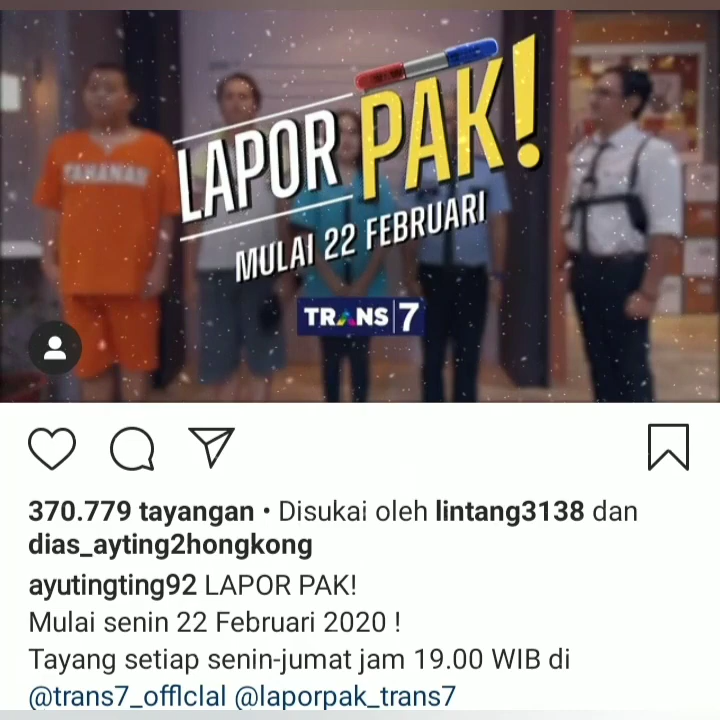 TAHANAN
LAPOR PAK!
MULAI 22 FEBRUARI
TRANS|7
370.779 tayangan • Disukai oleh lintang3138 dan
dias_ayting2hongkong
ayutingting92 LAPOR PAK!
Mulai senin 22 Februari 2020 !
Tayang setiap senin-jumat jam 19.00 WIB di
@trans7_offlclal @laporpak_trans7